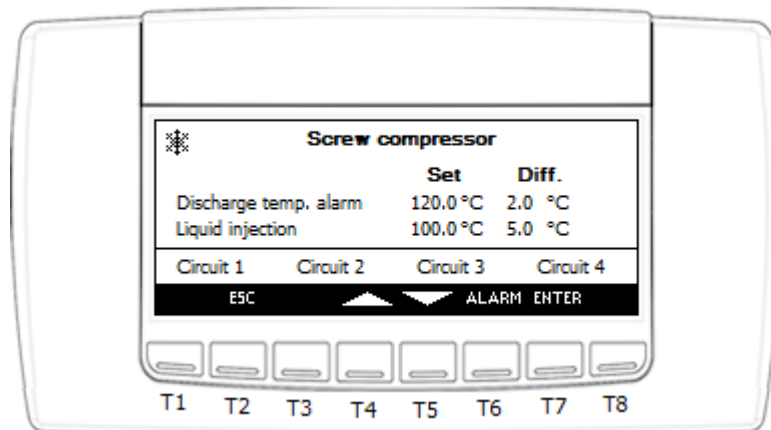 Screw compressor
Set Diff.
Discharge temp. alarm 120.0 °C 2.0 °C
Liquid injection 100.0 °C 5.0 °C
Circuit 1 Circuit 2 Circuit 3 Circuit 4
ESC ALARM ENTER
T1 T2 T3 T4 T5 T6 T7 T8